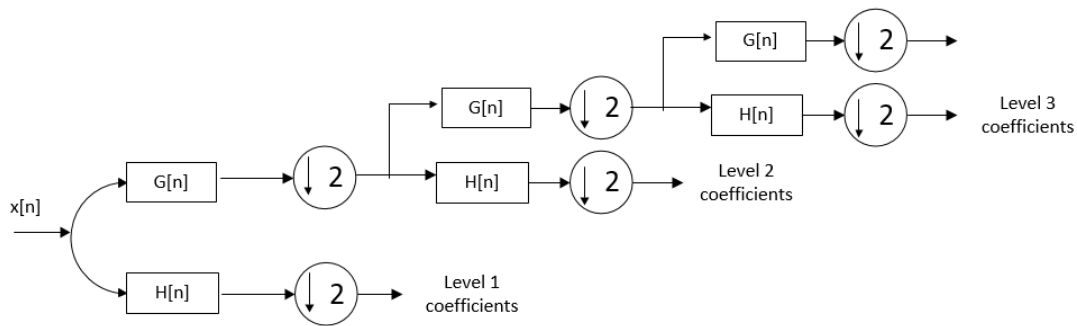 G[n]
2
G[n]
2
H[n]
2
Level 3
coefficients
G[n]
2
H[n]
2
Level 2
coefficients
x[n]
H[n]
2
Level 1
coefficients